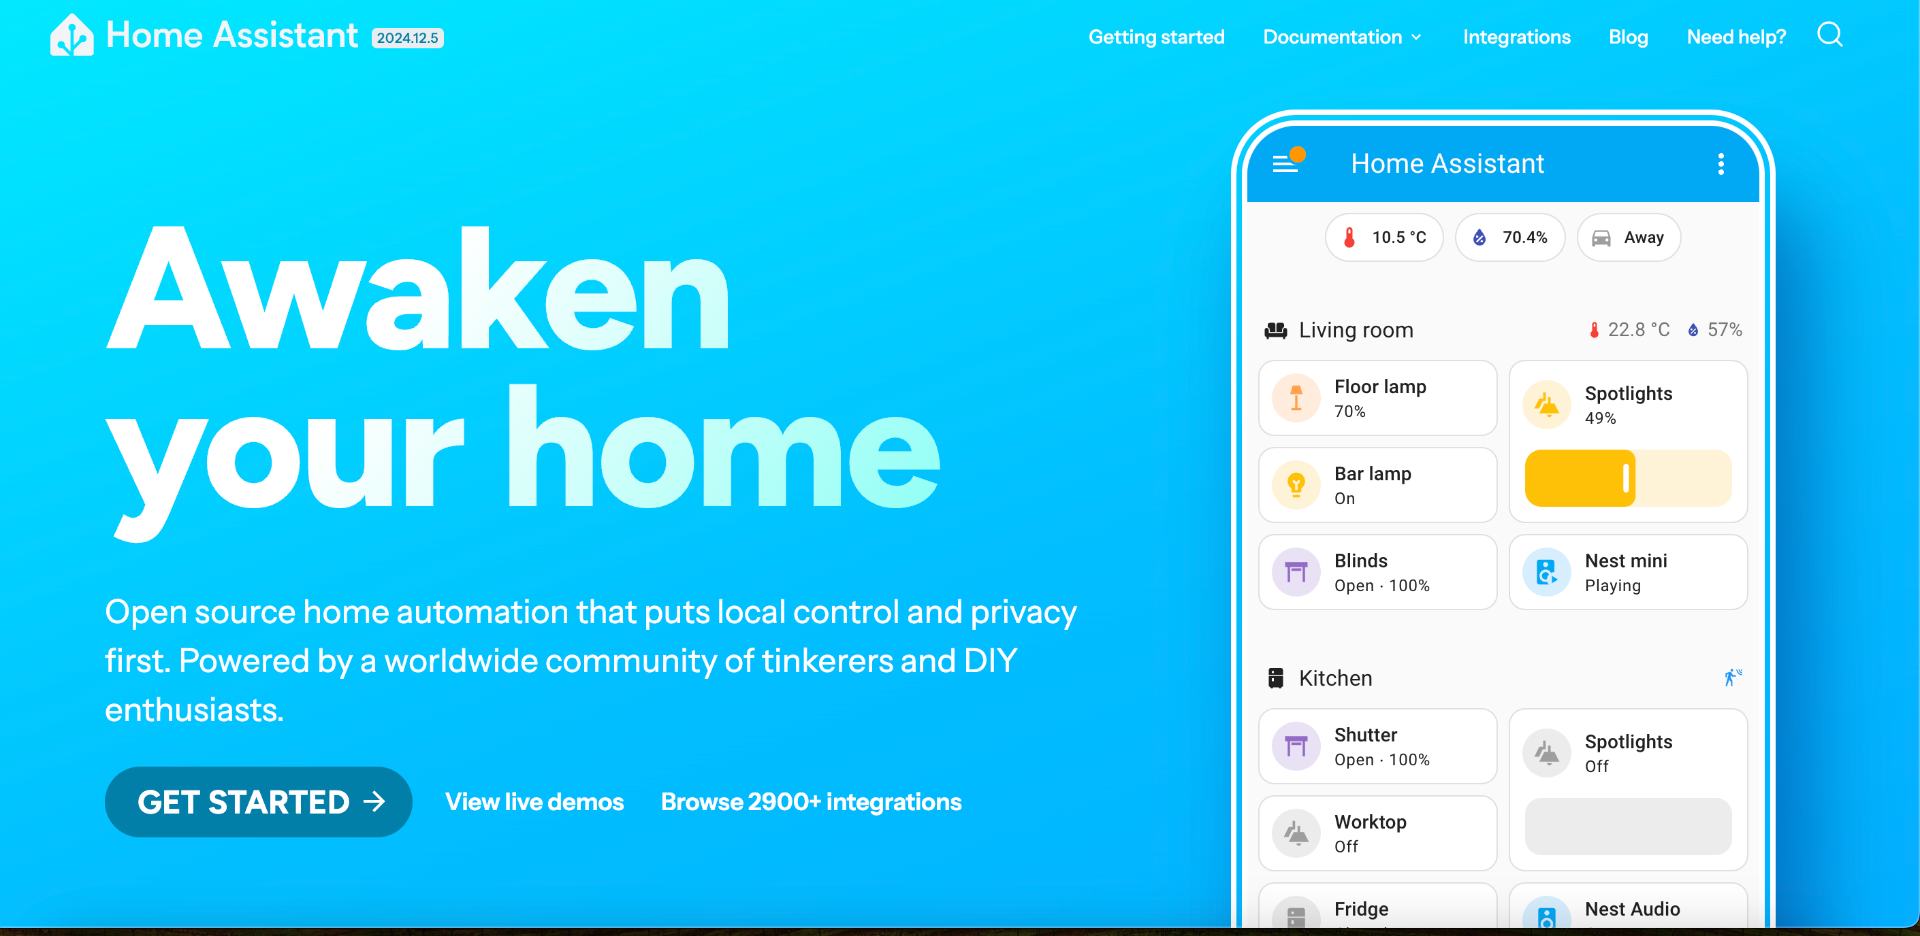 Home Assistant 2024.12.5
Getting started Documentation Integrations Blog Need help?
Awaken
your home
Open source home automation that puts local control and privacy
first. Powered by a worldwide community of tinkerers and DIY
enthusiasts.
GET STARTED → View live demos Browse 2900+ integrations
Home Assistant
10.5 °C 70.4% Away
Living room 22.8 °C 57%
Floor lamp
70%
Spotlights
49%
Bar lamp
On
Blinds
Open · 100%
Nest mini
Playing
Kitchen
Shutter
Open · 100%
Spotlights
Off
Worktop
Off
Fridge
Nest Audio